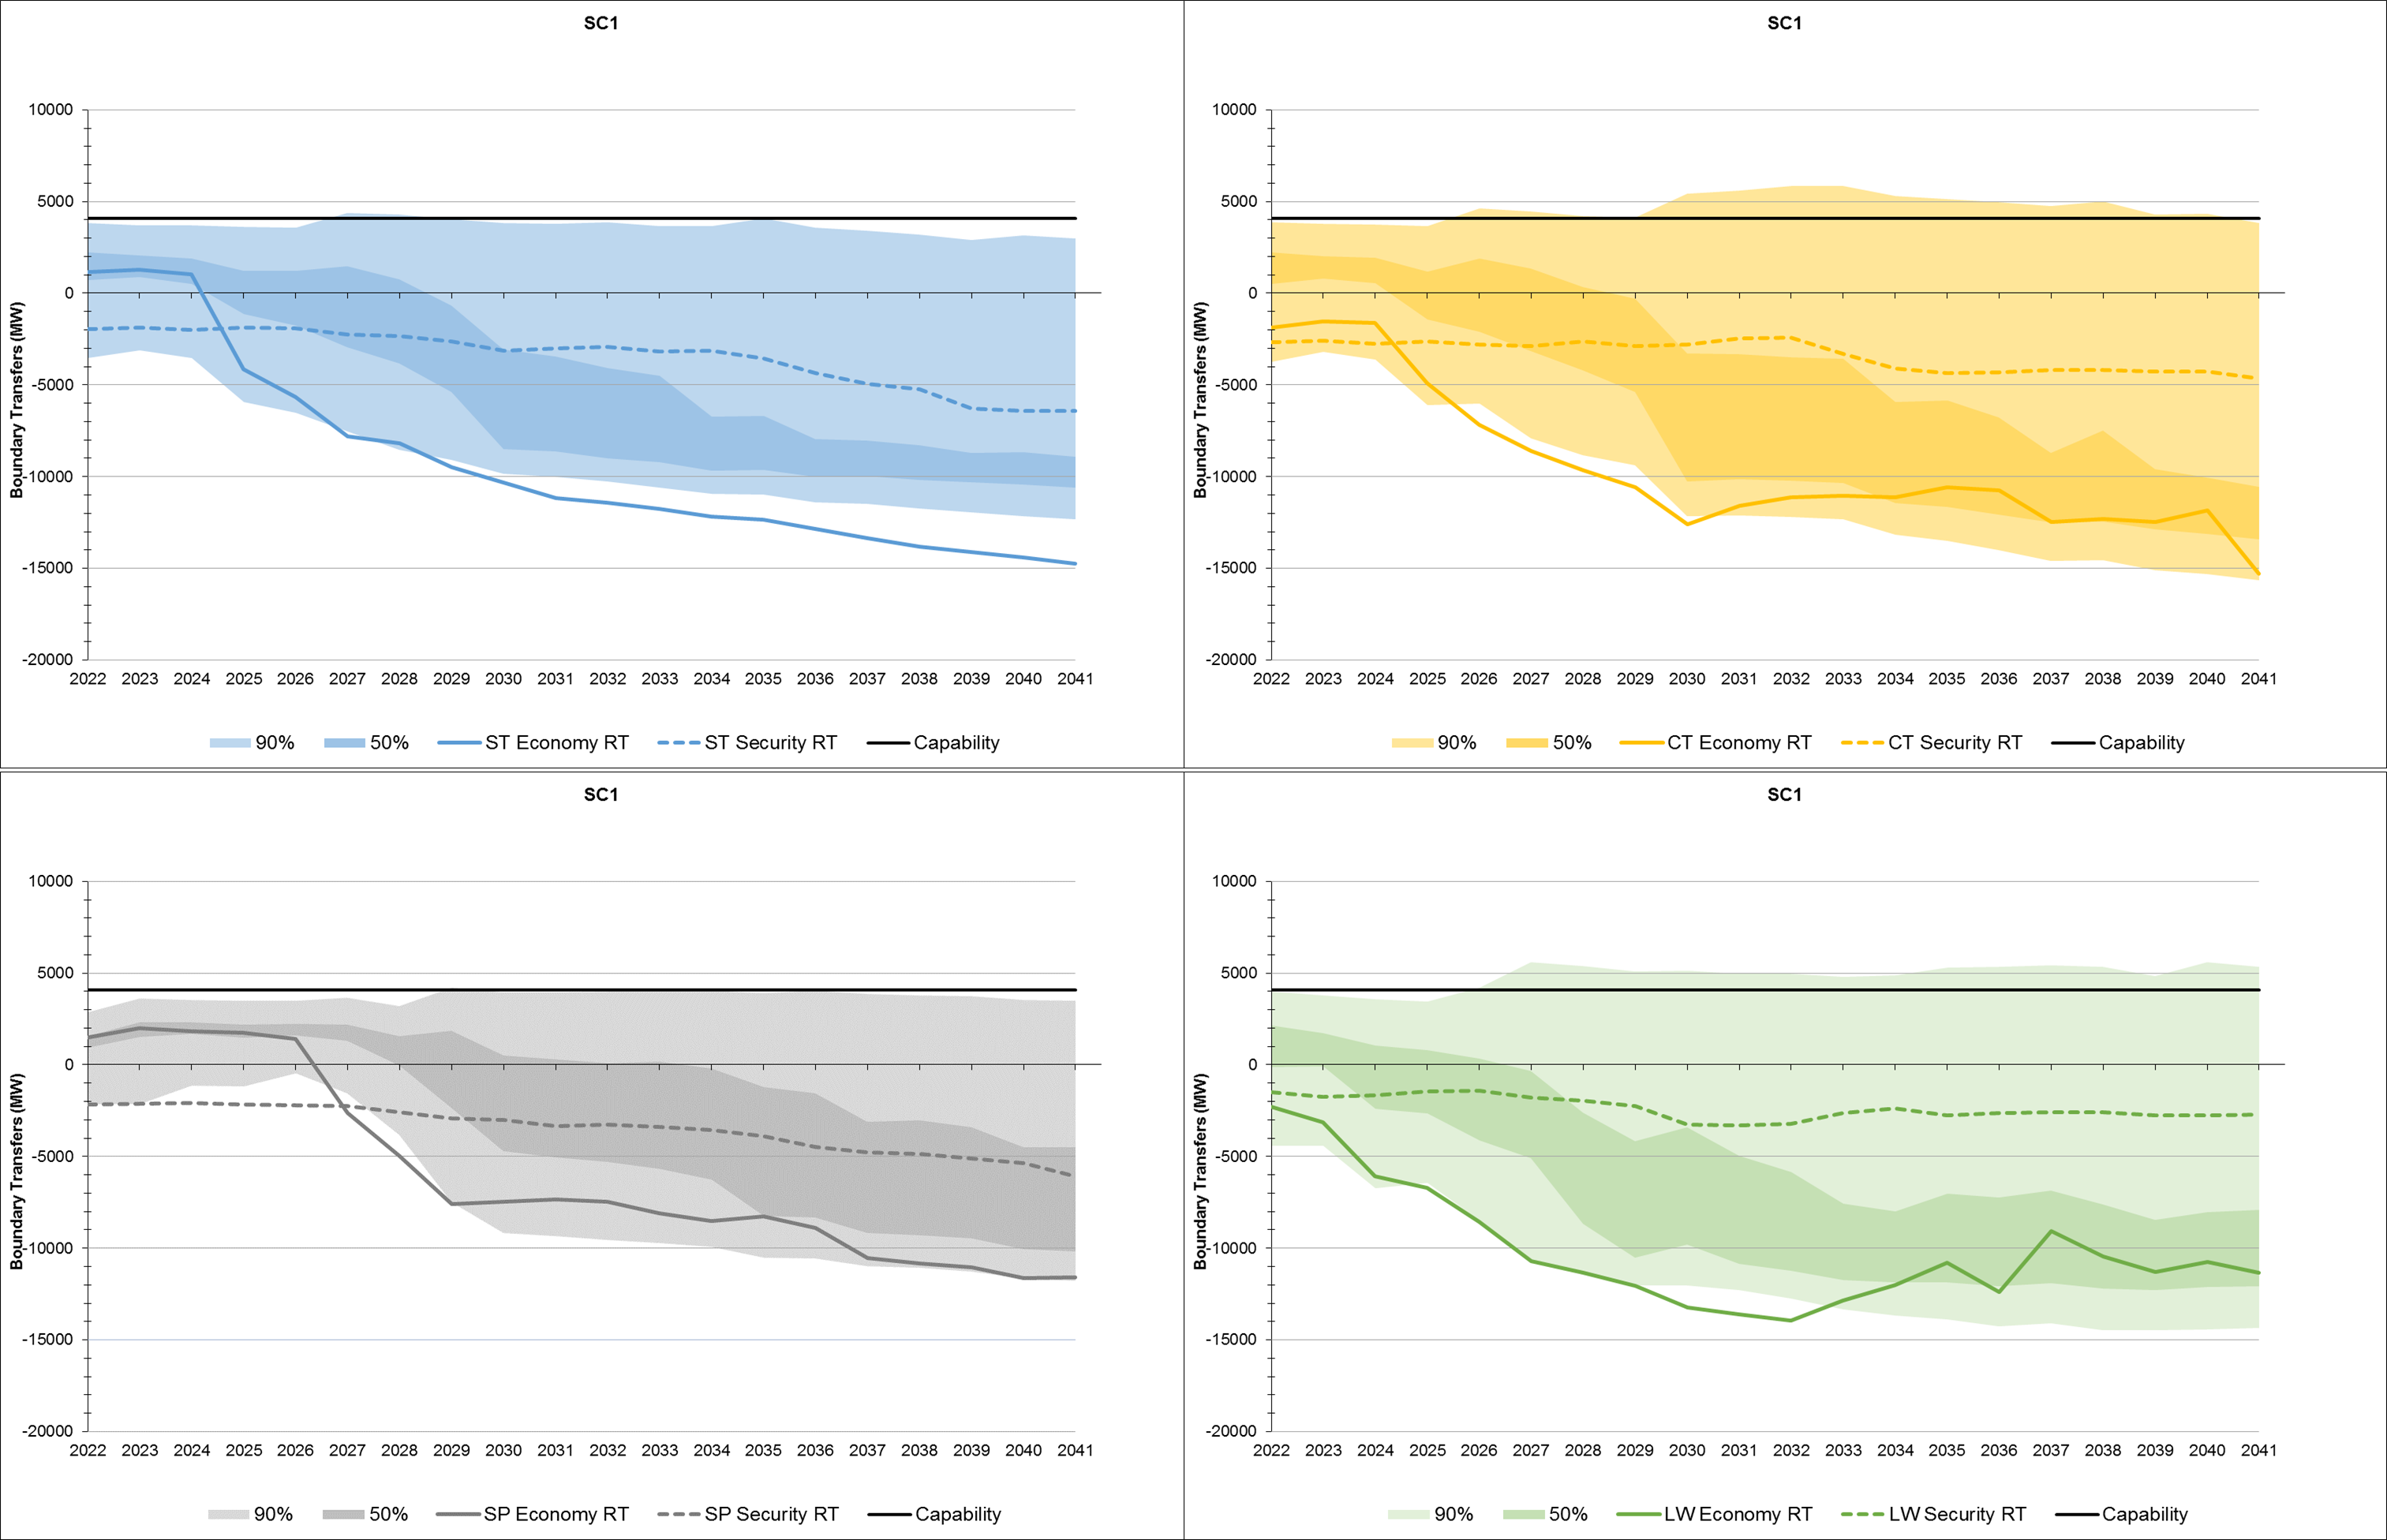 SC1
10000
5000
0
-5000
-10000
-15000
-20000
Boundary Transfers (MW)
2022 2023 2024 2025 2026 2027 2028 2029 2030 2031 2032 2033 2034 2035 2036 2037 2038 2039 2040 2041
90% 50% ST Economy RT ST Security RT Capability
SC1
10000
5000
0
-5000
-10000
-15000
-20000
Boundary Transfers (MW)
2022 2023 2024 2025 2026 2027 2028 2029 2030 2031 2032 2033 2034 2035 2036 2037 2038 2039 2040 2041
90% 50% CT Economy RT CT Security RT Capability
SC1
10000
5000
0
-5000
-10000
-15000
-20000
Boundary Transfers (MW)
2022 2023 2024 2025 2026 2027 2028 2029 2030 2031 2032 2033 2034 2035 2036 2037 2038 2039 2040 2041
90% 50% SP Economy RT SP Security RT Capability
SC1
10000
5000
0
-5000
-10000
-15000
-20000
Boundary Transfers (MW)
2022 2023 2024 2025 2026 2027 2028 2029 2030 2031 2032 2033 2034 2035 2036 2037 2038 2039 2040 2041
90% 50% LW Economy RT LW Security RT Capability